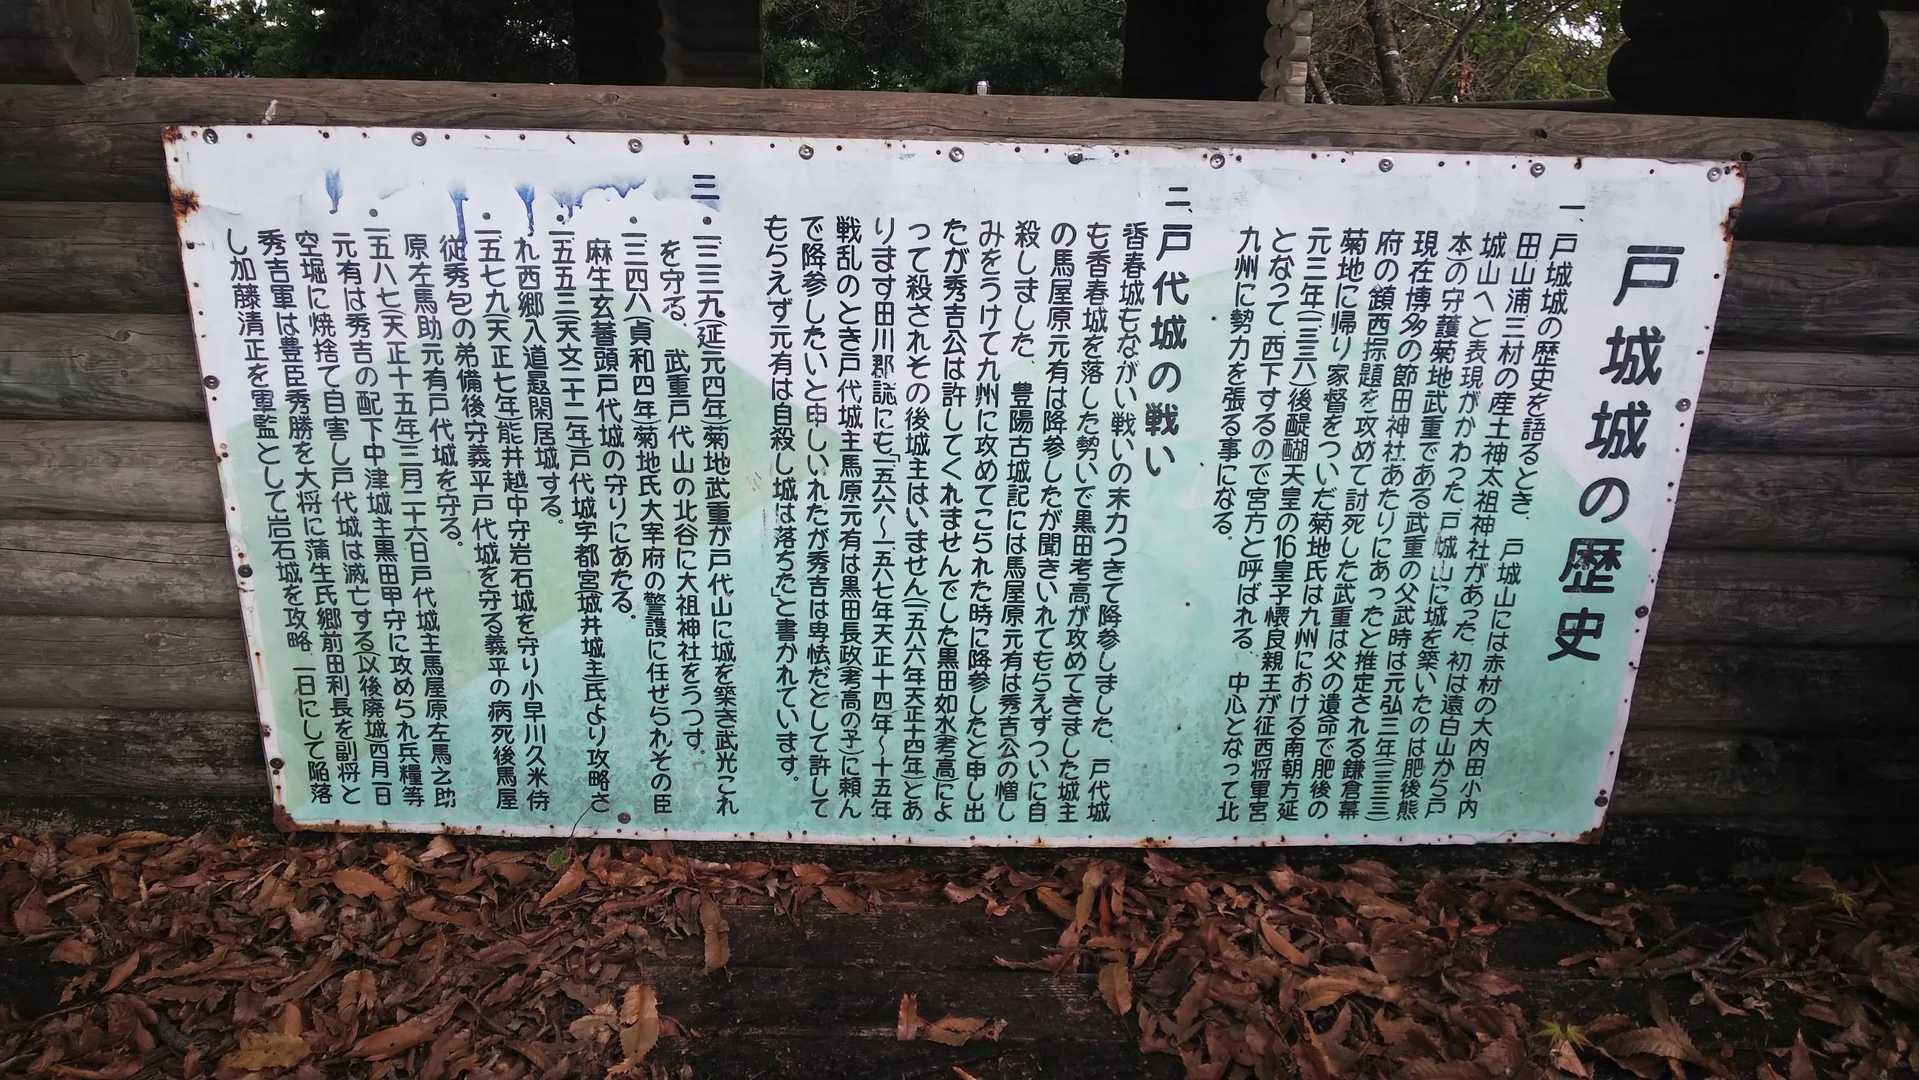 戸城城の歴史
一、戸城城の歴史を語るとき、戸城山には赤村の大内田小内
田山浦三村の産土神太祖神社があった、初は遠白山から戸
城山へと表現がかわった戸城山に城を築いたのは肥後熊
本)の守護菊地武重である武重の父武時は元弘三年(一三三三)
現在博多の節田神社あたりにあったと推定される鎌倉幕
府の鎮西探題を攻めて討死した武重は父の遺命で肥後の
菊地に帰り家督をついだ菊地氏は九州における南朝方延
元三年(一三三八)後醍醐天皇の16皇子懐良親王が征西将軍宮
となって、西下するので宮方と呼ばれる、中心となって北
九州に勢力を張る事になる。
二、戸代城の戦い
香春城もながい戦いの末力つきて降参しました、戸代城
も香春城を落した勢いで黒田考高が攻めてきました城主
の馬屋原元有は降参したが聞きいれてもらえずついに自
殺しました、豊陽古城記には馬屋原元有は秀吉公の憎し
みをうけて九州に攻めてこられた時に降参したと申し出
たが秀吉公は許してくれませんでした黒田如水考高)によ
って殺されその後城主はいません(一五六六年天正十四年)とあ
ります田川郡誌にも「一五六六〜一五八七年天正十四年〜十五年
戦乱のとき戸代城主馬原元有は黒田長政考高の子)に頼ん
で降参したいと申しいれたが秀吉は卑怯だとして許して
もらえず元有は自殺し城は落ちた」と書かれています。
三・一三三九(延元四年)菊地武重が戸代山に城を築き武光これ
を守る、武重戸代山の北谷に大祖神社をうつす。
・一三四八(貞和四年)菊地氏大宰府の警護に任ぜられその臣
麻生玄蕃頭戸代城の守りにあたる。
・一五五三(天文二十二年)戸代城宇都宮城井城主)氏より攻略さ
れ西郷入道最閑居城する。
・一五七九(天正七年)能井越中守岩石城を守り小早川久米侍
従秀包の弟備後守義平戸代城を守る義平の病死後馬屋
原左馬助元有戸代城を守る。
・一五八七(天正十五年)三月二十六日戸代城主馬屋原左馬之助
元有は秀吉の配下中津城主黒田甲守に攻められ兵糧等
空堀に焼捨て自害し戸代城は滅亡する(以後廃城四月一日
秀吉軍は豊臣秀勝を大将に蒲生氏郷前田利長を副将と
し加藤清正を軍監として岩石城を攻略、一日にして陥落